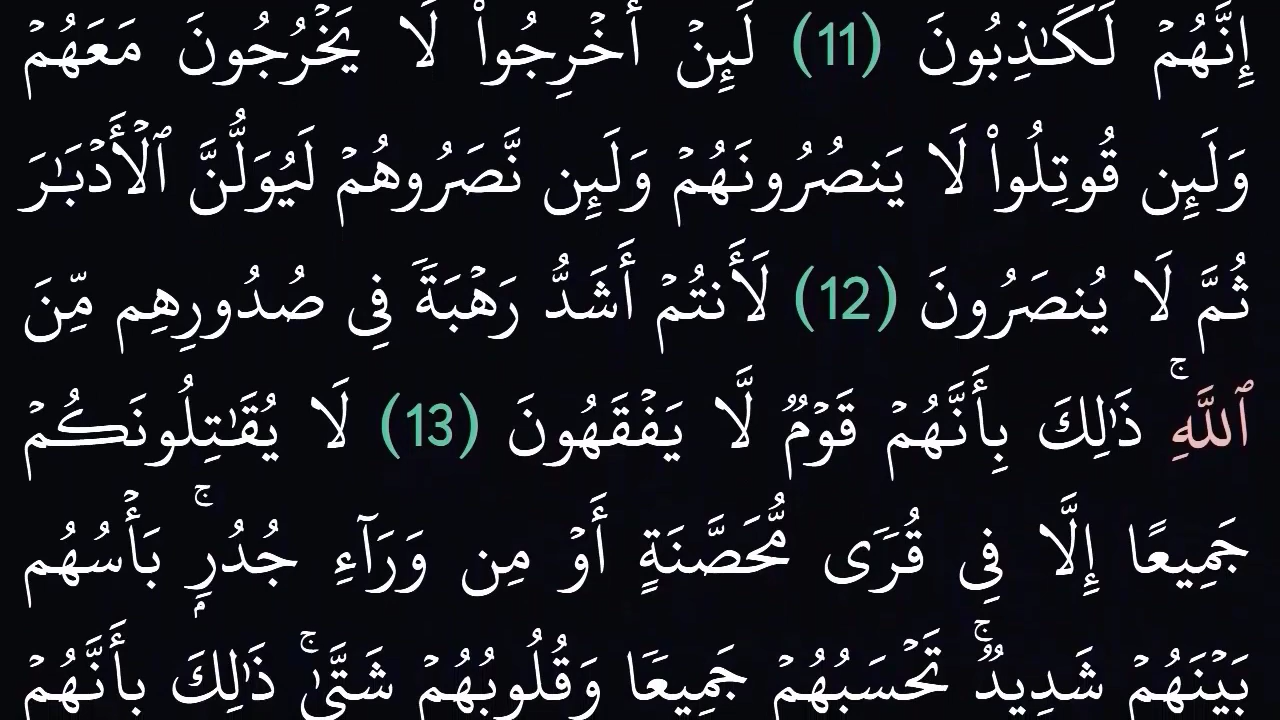 إِنَّهُمْ لَكَـٰذِبُونَ (11) لَئِنْ أُخْرِجُوا۟ لَا يَخْرُجُونَ مَعَهُمْ
وَلَئِن قُوتِلُوا۟ لَا يَنصُرُونَهُمْ وَلَئِن نَّصَرُوهُمْ لَيُوَلُّنَّ ٱلْأَدْبَـٰرَ
ثُمَّ لَا يُنصَرُونَ (12) لَأَنتُمْ أَشَدُّ رَهْبَةً فِى صُدُورِهِم مِّنَ
ٱللَّهِ ۚ ذَٰلِكَ بِأَنَّهُمْ قَوْمٌ لَّا يَفْقَهُونَ (13) لَا يُقَـٰتِلُونَكُمْ
جَمِيعًا إِلَّا فِى قُرًى مُّحَصَّنَةٍ أَوْ مِن وَرَآءِ جُدُرٍۭ ۚ بَأْسُهُم
بَيْنَهُمْ شَدِيدٌ ۚ تَحْسَبُهُمْ جَمِيعًا وَقُلُوبُهُمْ شَتَّىٰ ۚ ذَٰلِكَ بِأَنَّهُمْ